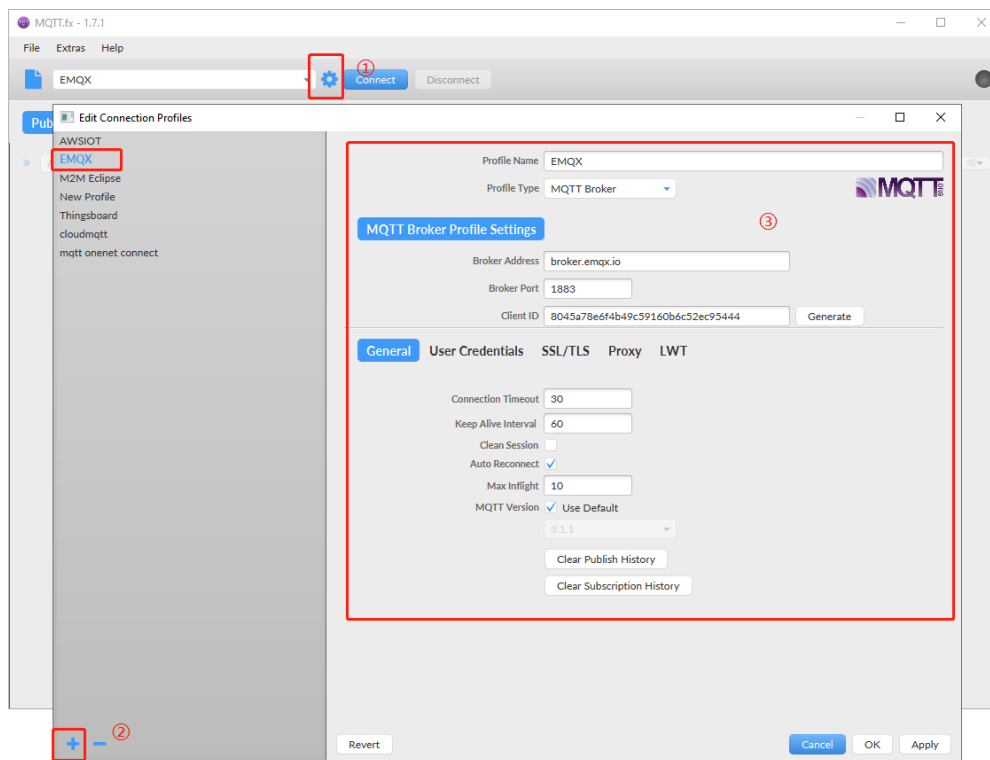 MQTT.fx - 1.7.1
File Extras Help
EMQX
①
Connect Disconnect
Pub
Edit Connection Profiles
AWSIOT
EMQX
M2M Eclipse
New Profile
Thingsboard
cloudmqtt
mqtt onenet connect
②
Profile Name EMQX
Profile Type MQTT Broker
MQTT
ORG
③
MQTT Broker Profile Settings
Broker Address broker.emqx.io
Broker Port 1883
Client ID 8045a78e6f4b49c59160b6c52ec95444 Generate
General User Credentials SSL/TLS Proxy LWT
Connection Timeout 30
Keep Alive Interval 60
Clean Session
Auto Reconnect
Max Inflight 10
MQTT Version Use Default
3.1.1
Clear Publish History
Clear Subscription History
Revert Cancel OK Apply